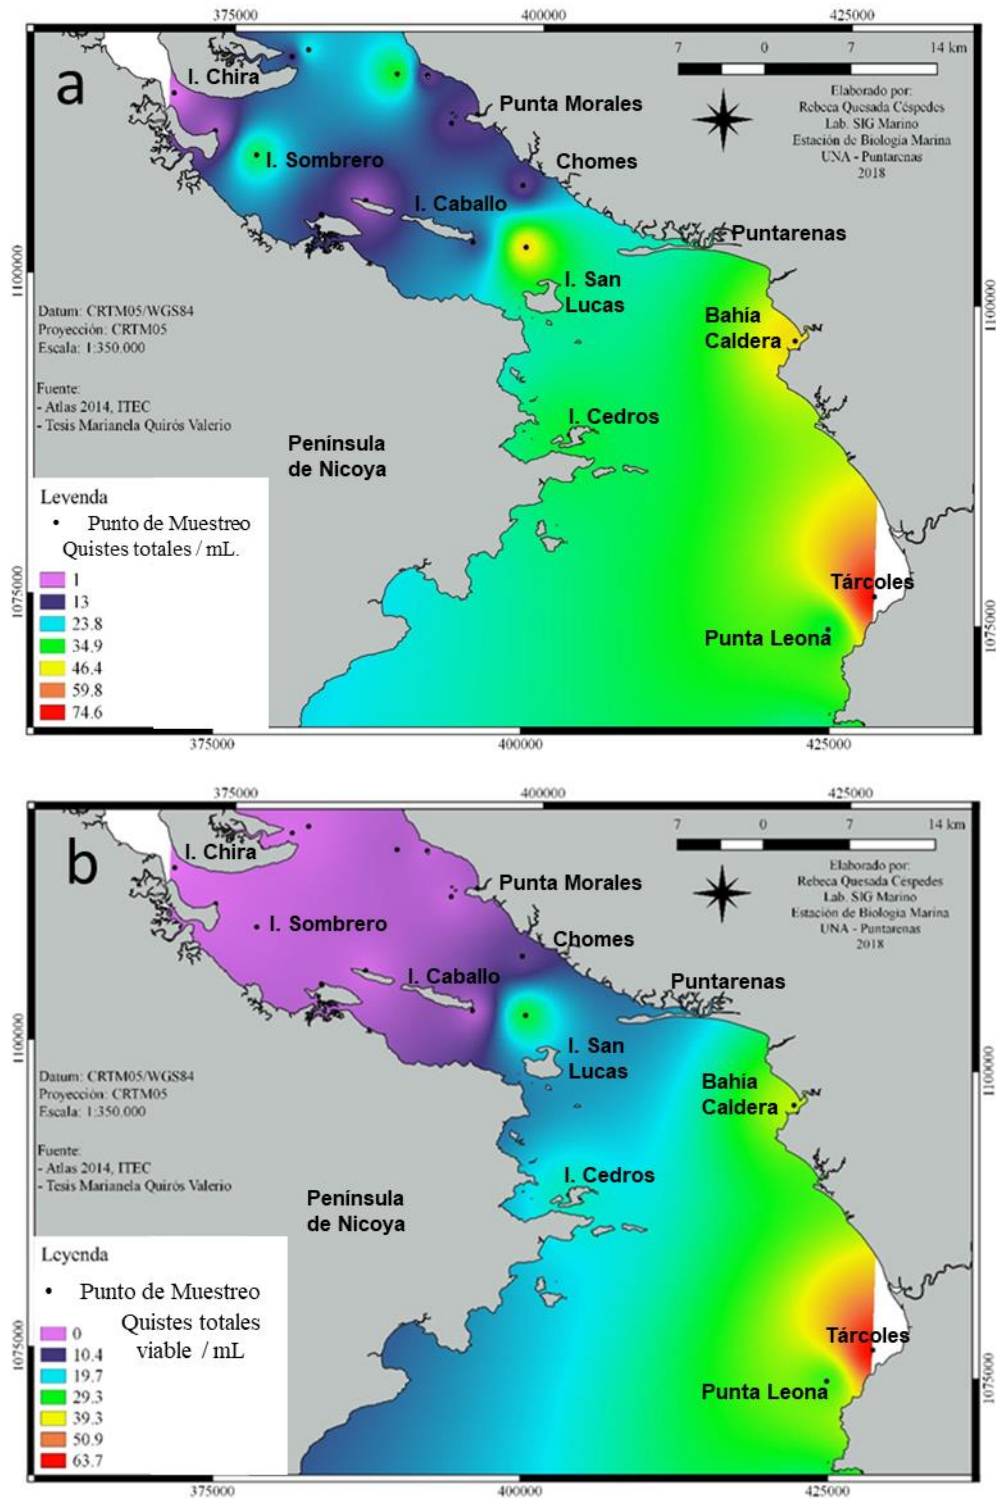 375000
400000
425000
a
7
0
7
14 km
I. Chira
Punta Morales
Elaborado por:
Rebeca Quesada Céspedes
Lab. SIG Marino
Estación de Biología Marina
UNA - Puntarenas
2018
I. Sombrero
Chomes
I. Caballo
Puntarenas
1100000
I. San
Lucas
1100000
Datum: CRTM05/WGS84
Proyección: CRTM05
Escala: 1:350.000
Bahía
Caldera
Fuente:
- Atlas 2014, ITEC
- Tesis Marianela Quirós Valerio
I. Cedros
Península
de Nicoya
Leyenda
Punto de Muestreo
Quistes totales / mL.
1
13
23.8
34.9
46.4
59.8
74.6
1075000
Tárcoles
Punta Leona
1075000
375000
400000
425000
375000
400000
425000
b
7
0
7
14 km
I. Chira
Punta Morales
Elaborado por:
Rebeca Quesada Céspedes
Lab. SIG Marino
Estación de Biología Marina
UNA - Puntarenas
2018
I. Sombrero
Chomes
I. Caballo
Puntarenas
1100000
I. San
Lucas
1100000
Datum: CRTM05/WGS84
Proyección: CRTM05
Escala: 1:350.000
Bahía
Caldera
Fuente:
- Atlas 2014, ITEC
- Tesis Marianela Quirós Valerio
I. Cedros
Península
de Nicoya
Leyenda
Punto de Muestreo
Quistes totales
viable / mL
0
10.4
19.7
29.3
39.3
50.9
63.7
1075000
Tárcoles
Punta Leona
1075000
375000
400000
425000